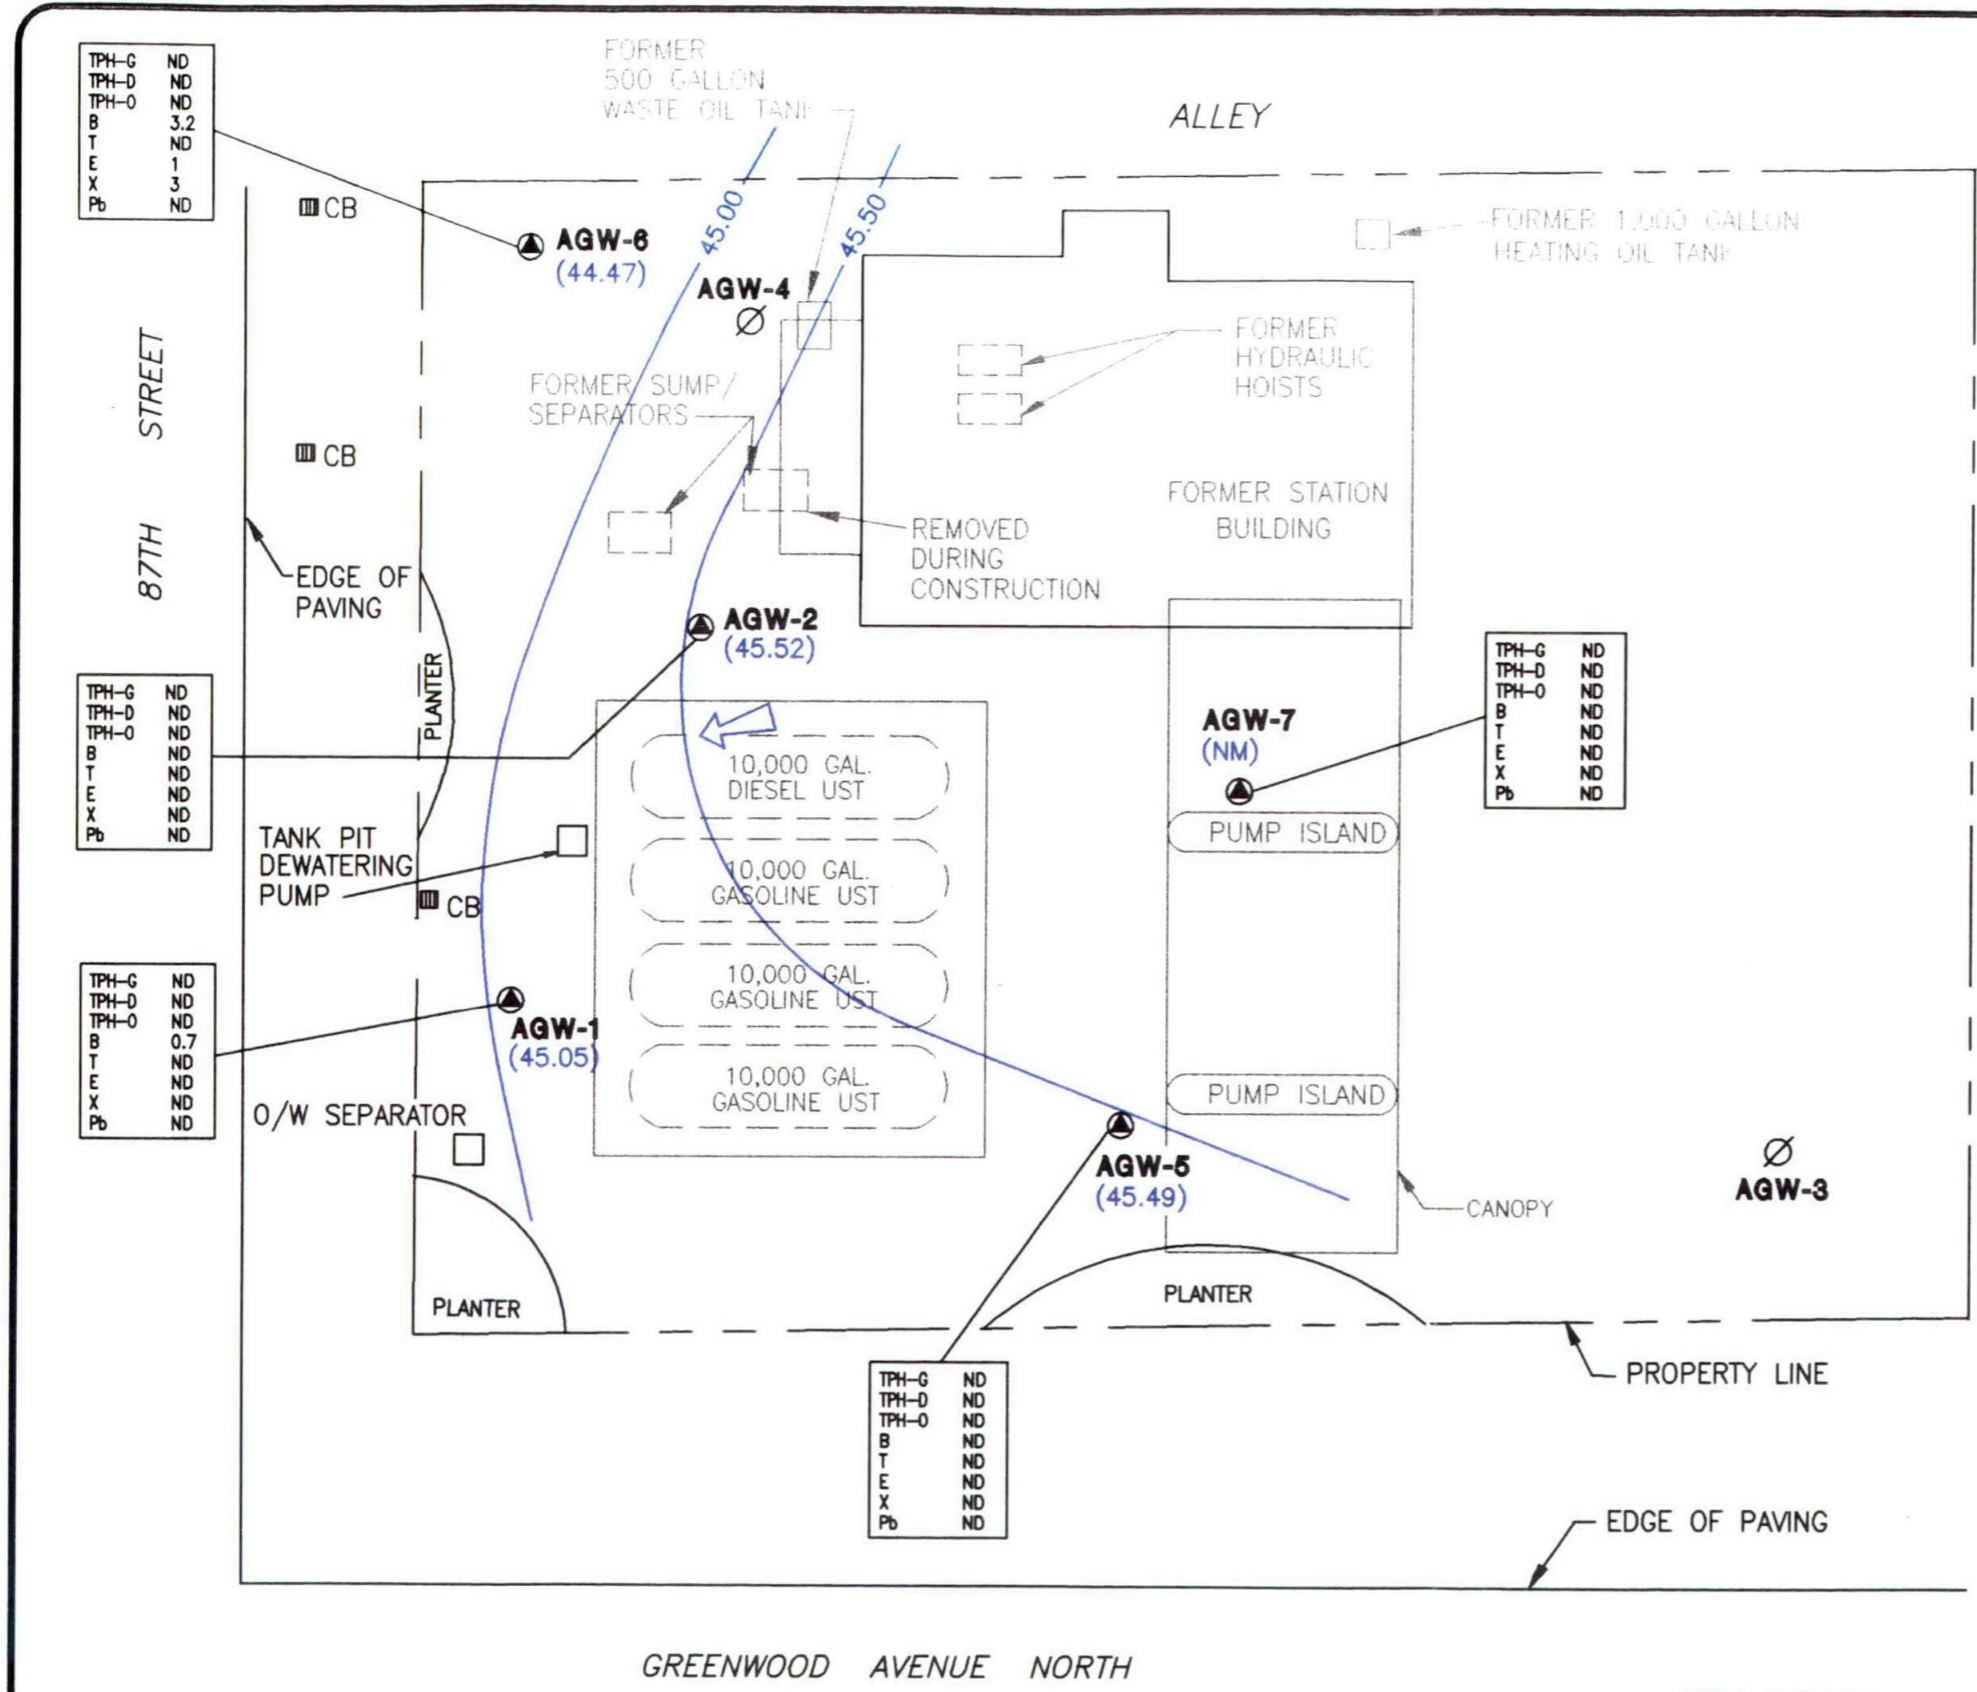 TPH-G ND
TPH-D ND
TPH-O ND
B 3.2
T ND
E 1
X 3
Pb ND
FORMER
500 GALLON
WASTE OIL TANK
ALLEY
CB
AGW-6
(44.47)
45.00
45.50
AGW-4
FORMER 1,000 GALLON
HEATING OIL TANK
FORMER
HYDRAULIC
HOISTS
FORMER SUMP/
SEPARATORS
87TH STREET
CB
FORMER STATION
BUILDING
REMOVED
DURING
CONSTRUCTION
EDGE OF
PAVING
PLANTER
AGW-2
(45.52)
TPH-G ND
TPH-D ND
TPH-O ND
B ND
T ND
E ND
X ND
Pb ND
TPH-G ND
TPH-D ND
TPH-O ND
B ND
T ND
E ND
X ND
Pb ND
AGW-7
(NM)
10,000 GAL.
DIESEL UST
PUMP ISLAND
TANK PIT
DEWATERING
PUMP
CB
10,000 GAL.
GASOLINE UST
10,000 GAL.
GASOLINE UST
10,000 GAL.
GASOLINE UST
TPH-G ND
TPH-D ND
TPH-O ND
B 0.7
T ND
E ND
X ND
Pb ND
AGW-1
(45.05)
O/W SEPARATOR
PUMP ISLAND
AGW-5
(45.49)
CANOPY
AGW-3
PLANTER
PLANTER
PROPERTY LINE
TPH-G ND
TPH-D ND
TPH-O ND
B ND
T ND
E ND
X ND
Pb ND
EDGE OF PAVING
GREENWOOD AVENUE NORTH